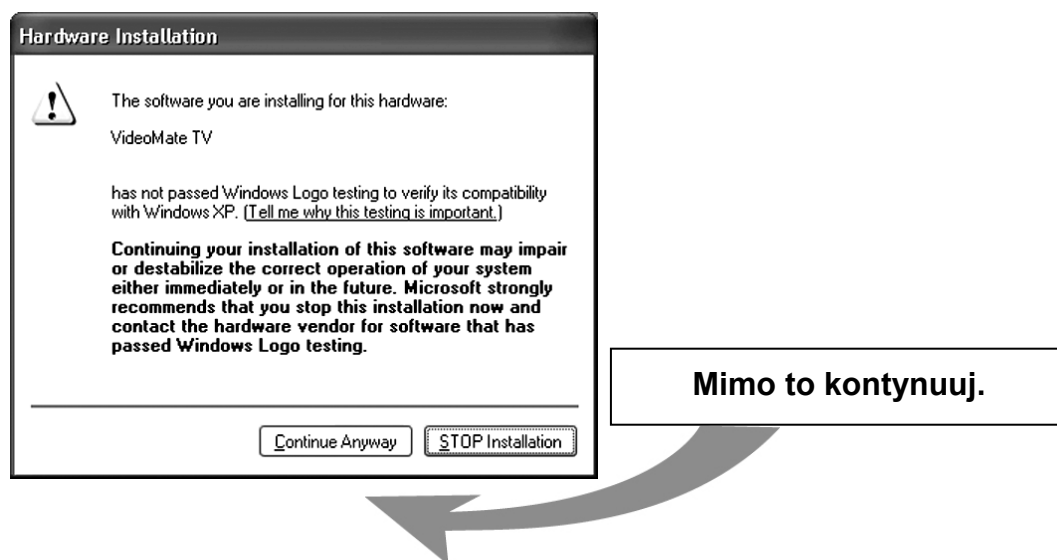 Hardware Installation
The software you are installing for this hardware:
VideoMate TV
has not passed Windows Logo testing to verify its compatibility
with Windows XP. (Tell me why this testing is important.)
Continuing your installation of this software may impair
or destabilize the correct operation of your system
either immediately or in the future. Microsoft strongly
recommends that you stop this installation now and
contact the hardware vendor for software that has
passed Windows Logo testing.
Mimo to kontynuuj.
Continue Anyway
STOP Installation